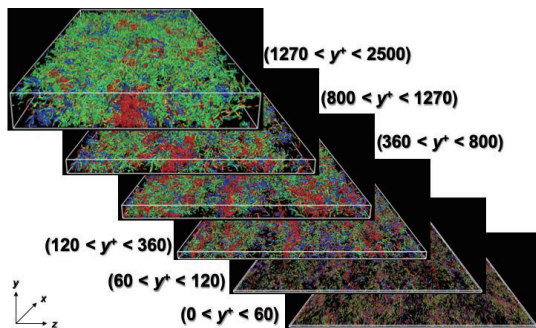 (1270 < y⁺ < 2500)
(800 < y⁺ < 1270)
(360 < y⁺ < 800)
(120 < y⁺ < 360)
(60 < y⁺ < 120)
(0 < y⁺ < 60)
y
x
z